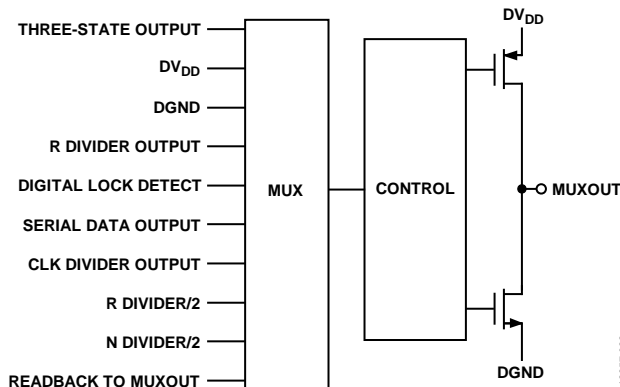 THREE-STATE OUTPUT
DVDD
DGND
R DIVIDER OUTPUT
DIGITAL LOCK DETECT
SERIAL DATA OUTPUT
CLK DIVIDER OUTPUT
R DIVIDER/2
N DIVIDER/2
READBACK TO MUXOUT
MUX
CONTROL
DVDD
MUXOUT
DGND